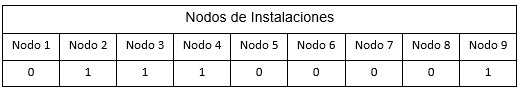 Nodos de Instalaciones
Nodo 1 Nodo 2 Nodo 3 Nodo 4 Nodo 5 Nodo 6 Nodo 7 Nodo 8 Nodo 9
0 1 1 1 0 0 0 0 1